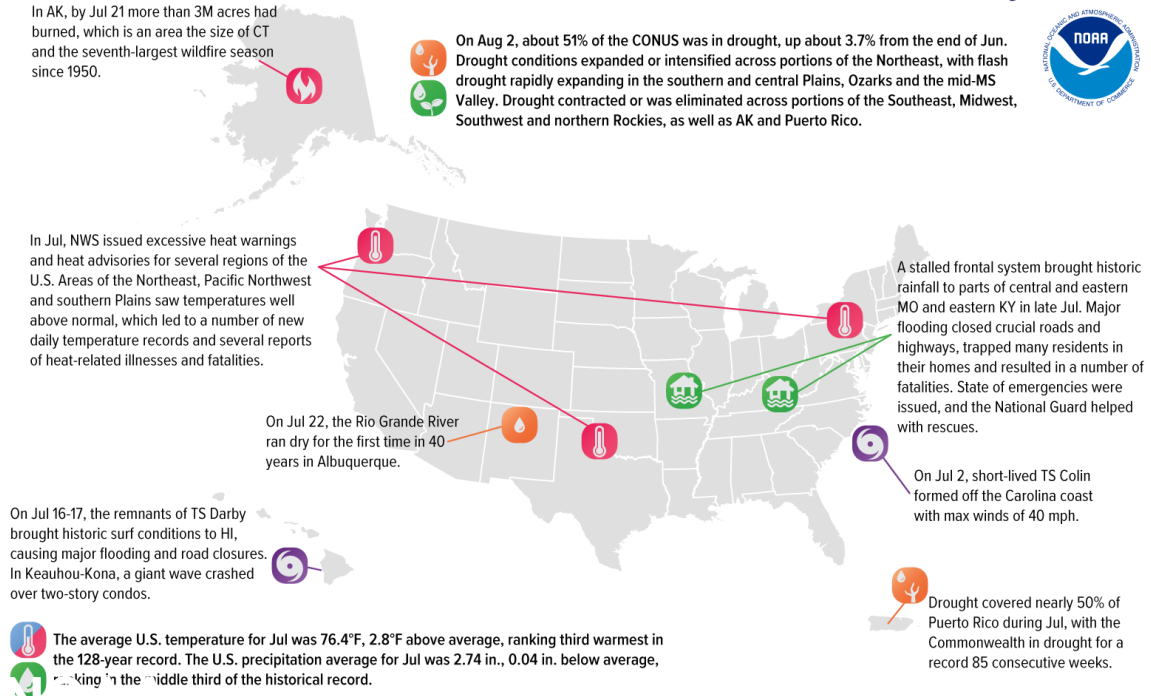 In AK, by Jul 21 more than 3M acres had
burned, which is an area the size of CT
and the seventh-largest wildfire season
since 1950.
On Aug 2, about 51% of the CONUS was in drought, up about 3.7% from the end of Jun.
Drought conditions expanded or intensified across portions of the Northeast, with flash
drought rapidly expanding in the southern and central Plains, Ozarks and the mid-MS
Valley. Drought contracted or was eliminated across portions of the Southeast, Midwest,
Southwest and northern Rockies, as well as AK and Puerto Rico.
NATIONAL OCEANIC AND ATMOSPHERIC ADMINISTRATION
NOAA
U.S. DEPARTMENT OF COMMERCE
In Jul, NWS issued excessive heat warnings
and heat advisories for several regions of the
U.S. Areas of the Northeast, Pacific Northwest
and southern Plains saw temperatures well
above normal, which led to a number of new
daily temperature records and several reports
of heat-related illnesses and fatalities.
A stalled frontal system brought historic
rainfall to parts of central and eastern
MO and eastern KY in late Jul. Major
flooding closed crucial roads and
highways, trapped many residents in
their homes and resulted in a number of
fatalities. State of emergencies were
issued, and the National Guard helped
with rescues.
On Jul 22, the Rio Grande River
ran dry for the first time in 40
years in Albuquerque.
On Jul 2, short-lived TS Colin
formed off the Carolina coast
with max winds of 40 mph.
On Jul 16-17, the remnants of TS Darby
brought historic surf conditions to HI,
causing major flooding and road closures.
In Keauhou-Kona, a giant wave crashed
over two-story condos.
Drought covered nearly 50% of
Puerto Rico during Jul, with the
Commonwealth in drought for a
record 85 consecutive weeks.
The average U.S. temperature for Jul was 76.4°F, 2.8°F above average, ranking third warmest in
the 128-year record. The U.S. precipitation average for Jul was 2.74 in., 0.04 in. below average,
ranking in the middle third of the historical record.